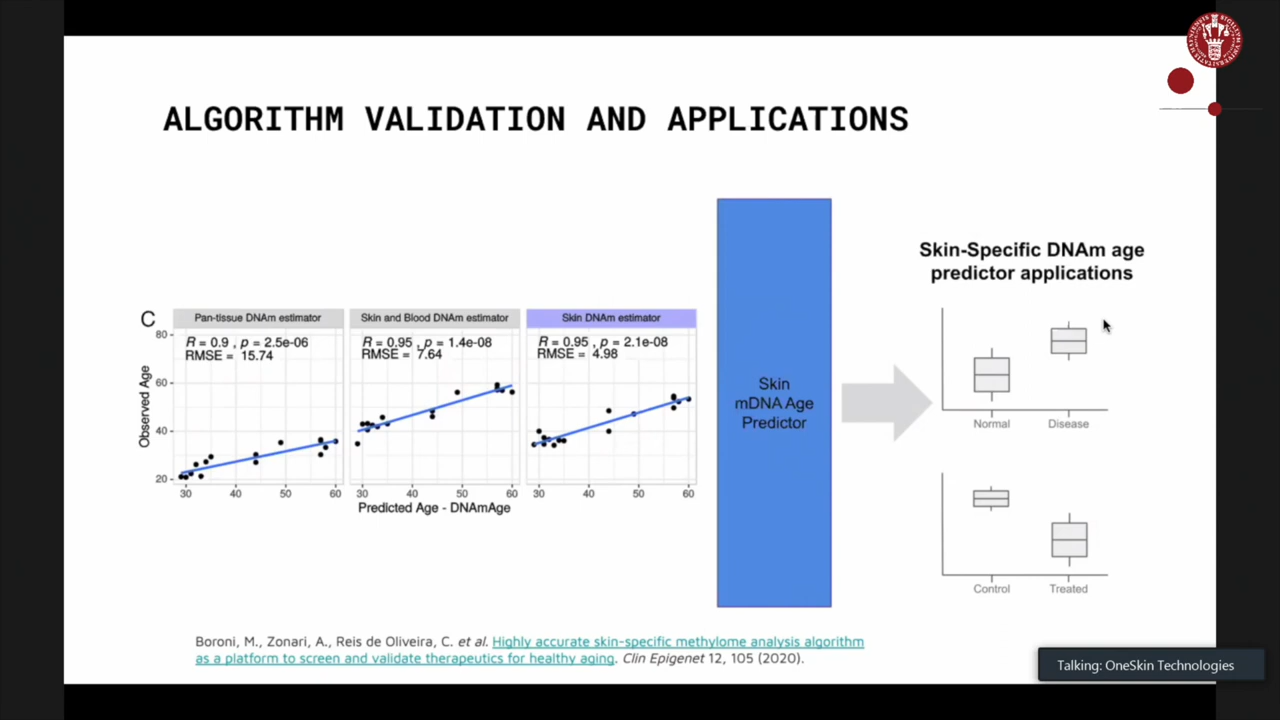 ALGORITHM VALIDATION AND APPLICATIONS
C
Pan-tissue DNAm estimator
Skin and Blood DNAm estimator
Skin DNAm estimator
R = 0.9 , p = 2.5e-06
RMSE = 15.74
R = 0.95 , p = 1.4e-08
RMSE = 7.64
R = 0.95 , p = 2.1e-08
RMSE = 4.98
Observed Age
80
60
40
20
30 40 50 60
30 40 50 60
30 40 50 60
Predicted Age - DNAmAge
Skin
mDNA Age
Predictor
Skin-Specific DNAm age
predictor applications
Normal Disease
Control Treated
Boroni, M., Zonari, A., Reis de Oliveira, C. et al. Highly accurate skin-specific methylome analysis algorithm
as a platform to screen and validate therapeutics for healthy aging. Clin Epigenet 12, 105 (2020).
Talking: OneSkin Technologies